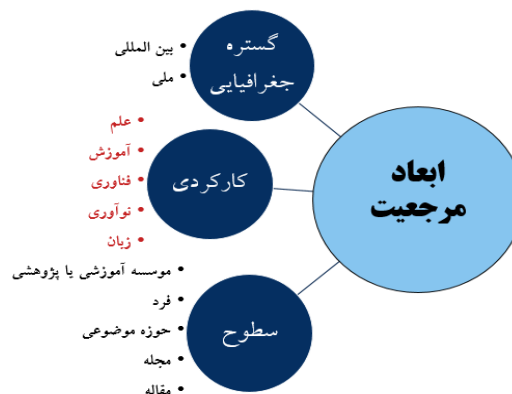 ابعاد
مرجعیت
گستره
جغرافیایی
• بین المللی
• ملی
کارکردی
• علم
• آموزش
• فناوری
• نوآوری
• زبان
سطوح
• موسسه آموزشی یا پژوهشی
• فرد
• حوزه موضوعی
• مجله
• مقاله